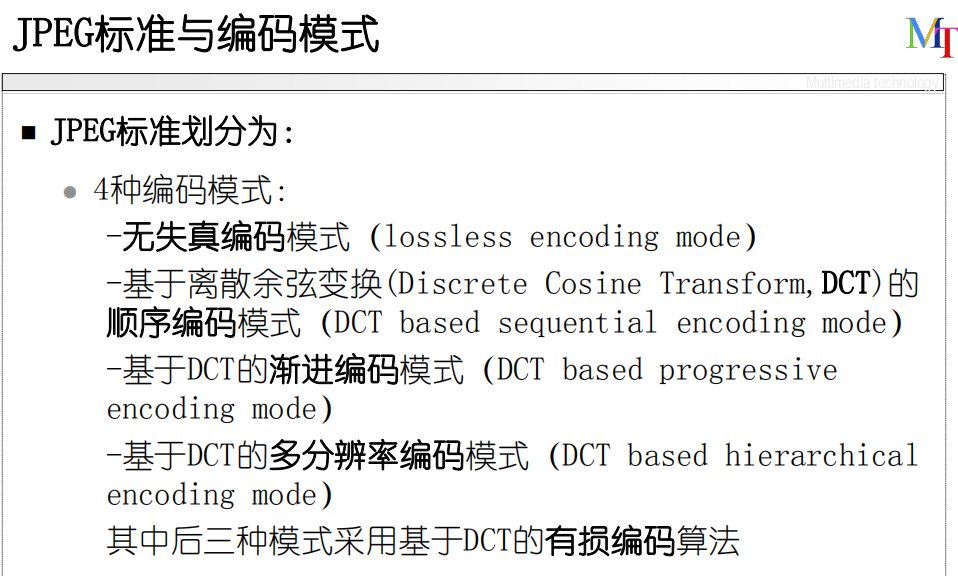 JPEG标准与编码模式
MT
Multimedia technology
■ JPEG标准划分为:
● 4种编码模式:
-无失真编码模式 (lossless encoding mode)
-基于离散余弦变换(Discrete Cosine Transform,DCT)的
顺序编码模式 (DCT based sequential encoding mode)
-基于DCT的渐进编码模式 (DCT based progressive
encoding mode)
-基于DCT的多分辨率编码模式 (DCT based hierarchical
encoding mode)
其中后三种模式采用基于DCT的有损编码算法